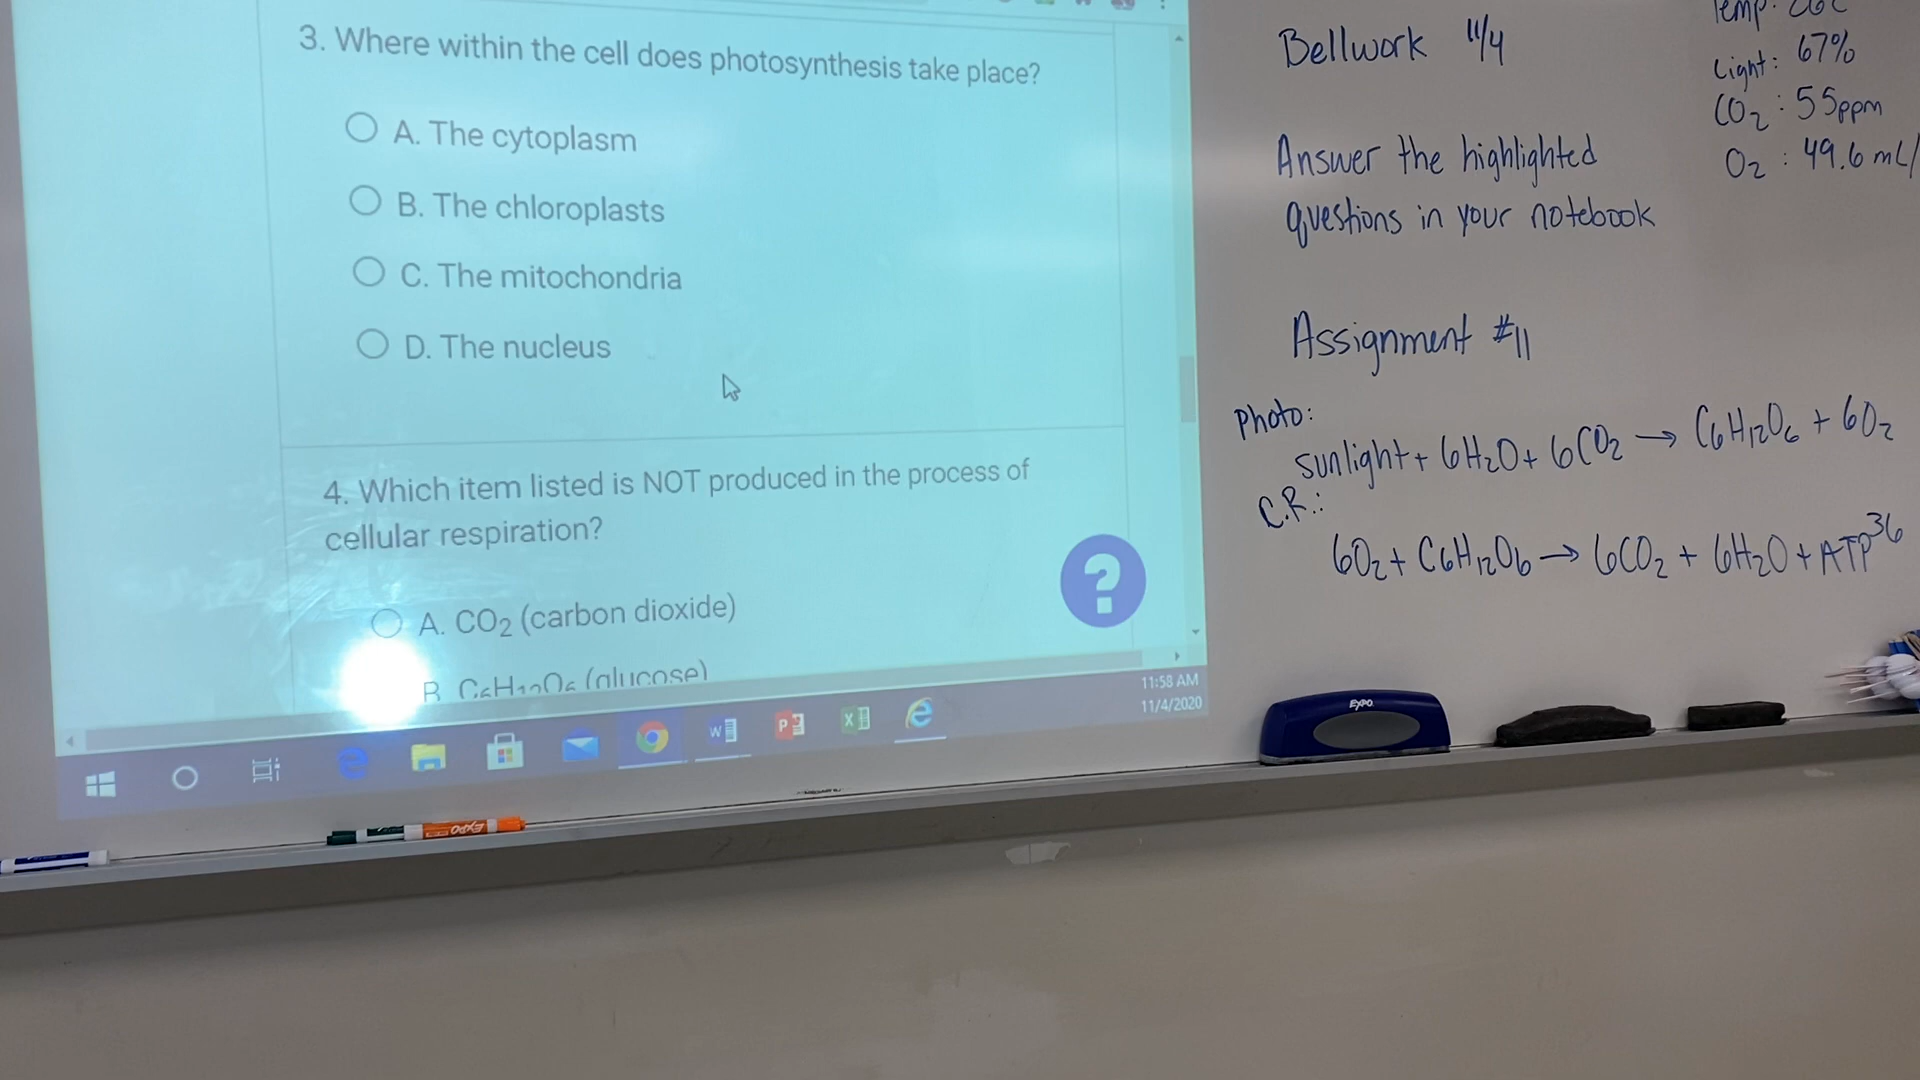 3. Where within the cell does photosynthesis take place?
A. The cytoplasm
B. The chloroplasts
C. The mitochondria
D. The nucleus
4. Which item listed is NOT produced in the process of
cellular respiration?
A. CO₂ (carbon dioxide)
B. C₆H₁₂O₆ (glucose)
?
11:58 AM
11/4/2020
Bellwork 11/4
Answer the highlighted
questions in your notebook
Assignment #11
Photo:
sunlight + 6H₂O + 6CO₂ → C₆H₁₂O₆ + 6O₂
C.R.:
6O₂ + C₆H₁₂O₆ → 6CO₂ + 6H₂O + ATP³⁶
Temp:
Light: 67%
CO₂ : 55ppm
O₂ : 49.6 mL/
EXPO
EXPO